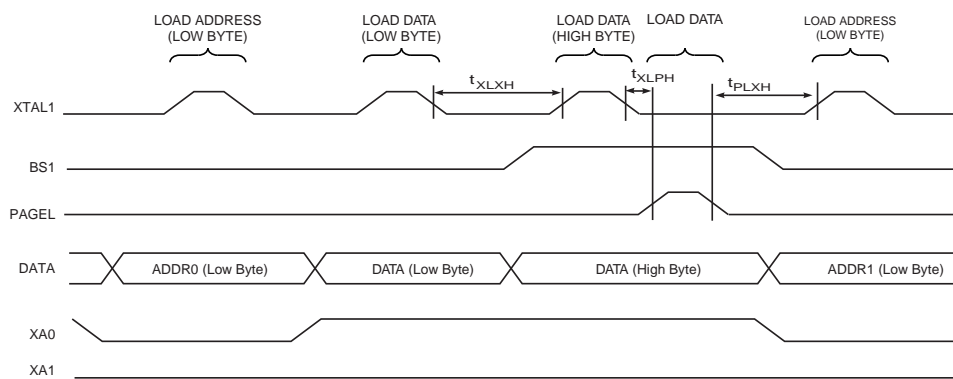 LOAD ADDRESS
(LOW BYTE)
LOAD DATA
(LOW BYTE)
LOAD DATA
(HIGH BYTE)
LOAD DATA
LOAD ADDRESS
(LOW BYTE)
XTAL1
tXLXH
tXLPH
tPLXH
BS1
PAGEL
DATA
ADDR0 (Low Byte)
DATA (Low Byte)
DATA (High Byte)
ADDR1 (Low Byte)
XA0
XA1